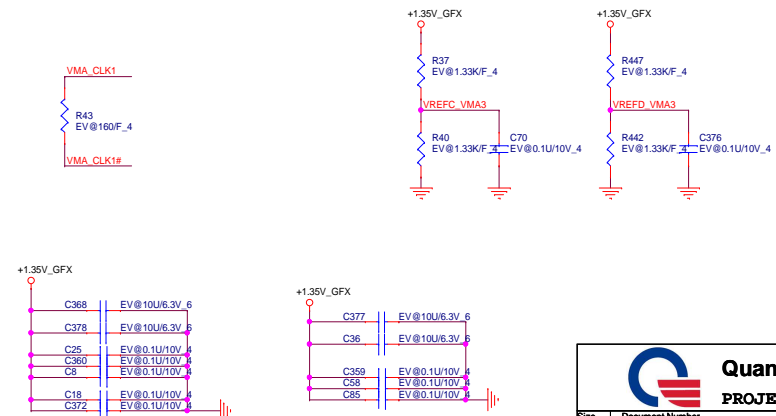 +1.35V_GFX
+1.35V_GFX
VMA_CLK1
R37
EV@1.33K/F_4
R447
EV@1.33K/F_4
R43
EV@160/F_4
VREFC_VMA3
VREFD_VMA3
R40
EV@1.33K/F_4
C70
EV@0.1U/10V_4
R442
EV@1.33K/F_4
C376
EV@0.1U/10V_4
VMA_CLK1#
+1.35V_GFX
C368 EV@10U/6.3V_6
C378 EV@10U/6.3V_6
C25 EV@0.1U/10V_4
C360 EV@0.1U/10V_4
C8 EV@0.1U/10V_4
C18 EV@0.1U/10V_4
C372 EV@0.1U/10V_4
+1.35V_GFX
C377 EV@10U/6.3V_6
C36 EV@10U/6.3V_6
C359 EV@0.1U/10V_4
C58 EV@0.1U/10V_4
C85 EV@0.1U/10V_4
Quan
PROJE
Size Document Number